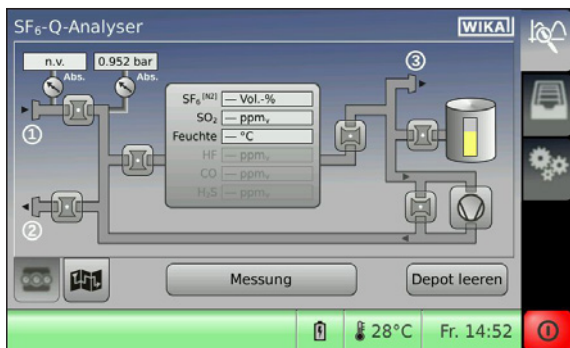 SF₆-Q-Analyser
WIKA
n.v.
0.952 bar
Abs.
Abs.
①
②
③
SF₆ [N2] — Vol.-%
SO₂ — ppmᵥ
Feuchte — °C
HF — ppmᵥ
CO — ppmᵥ
H₂S — ppmᵥ
Messung
Depot leeren
28°C
Fr. 14:52